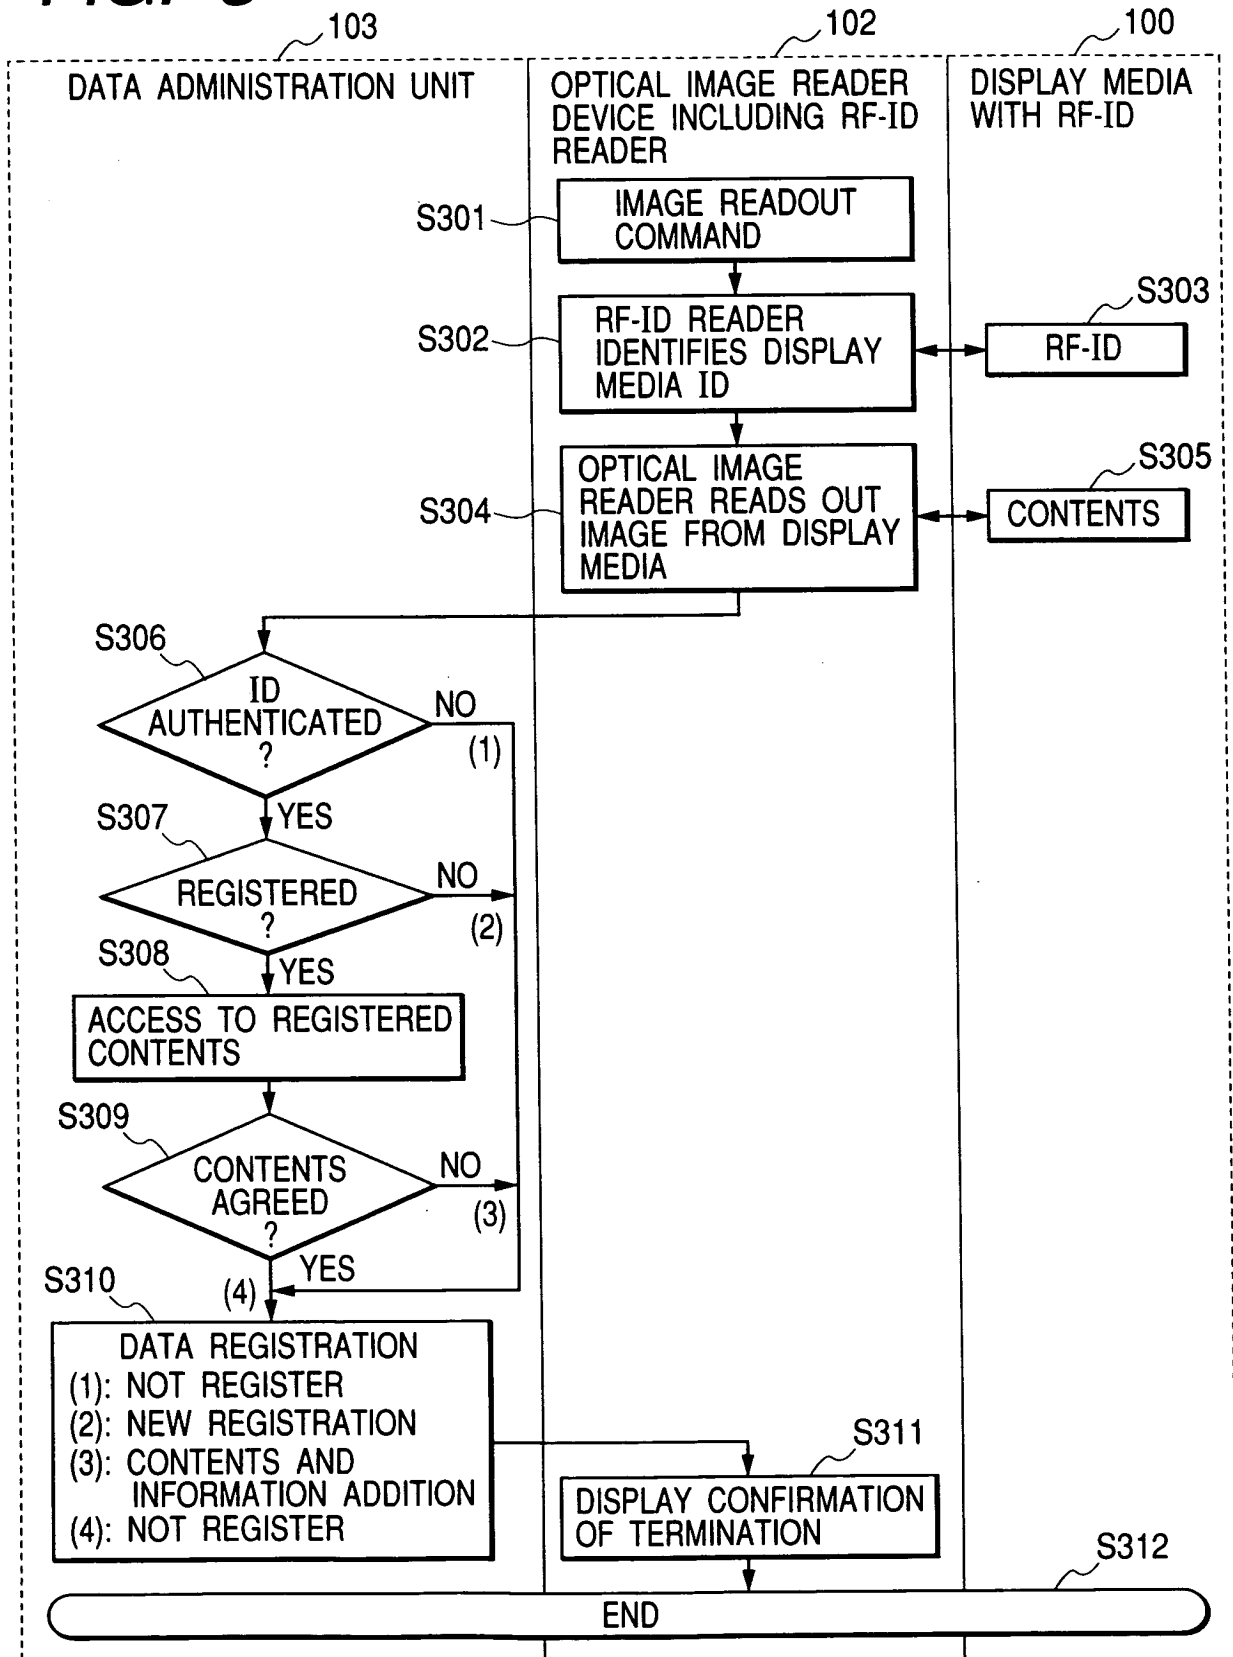 103
102
100
DATA ADMINISTRATION UNIT
OPTICAL IMAGE READER
DEVICE INCLUDING RF-ID
READER
DISPLAY MEDIA
WITH RF-ID
S301
IMAGE READOUT
COMMAND
S302
RF-ID READER
IDENTIFIES DISPLAY
MEDIA ID
S303
RF-ID
S304
OPTICAL IMAGE
READER READS OUT
IMAGE FROM DISPLAY
MEDIA
S305
CONTENTS
S306
ID
AUTHENTICATED
?
NO
(1)
YES
S307
REGISTERED
?
NO
(2)
YES
S308
ACCESS TO REGISTERED
CONTENTS
S309
CONTENTS
AGREED
?
NO
(3)
YES
(4)
S310
DATA REGISTRATION
(1): NOT REGISTER
(2): NEW REGISTRATION
(3): CONTENTS AND
INFORMATION ADDITION
(4): NOT REGISTER
S311
DISPLAY CONFIRMATION
OF TERMINATION
S312
END